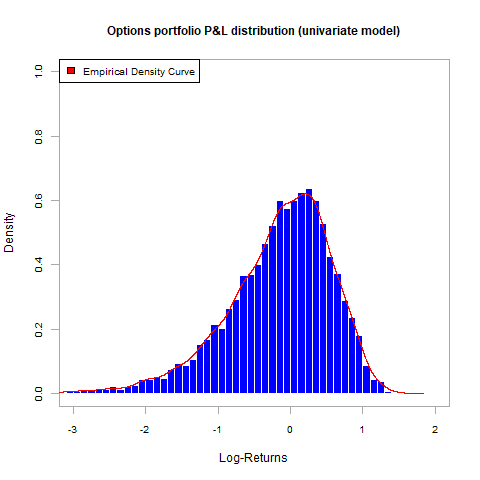 Options portfolio P&L distribution (univariate model)
Empirical Density Curve
1.0
0.8
0.6
0.4
0.2
0.0
Density
-3 -2 -1 0 1 2
Log-Returns